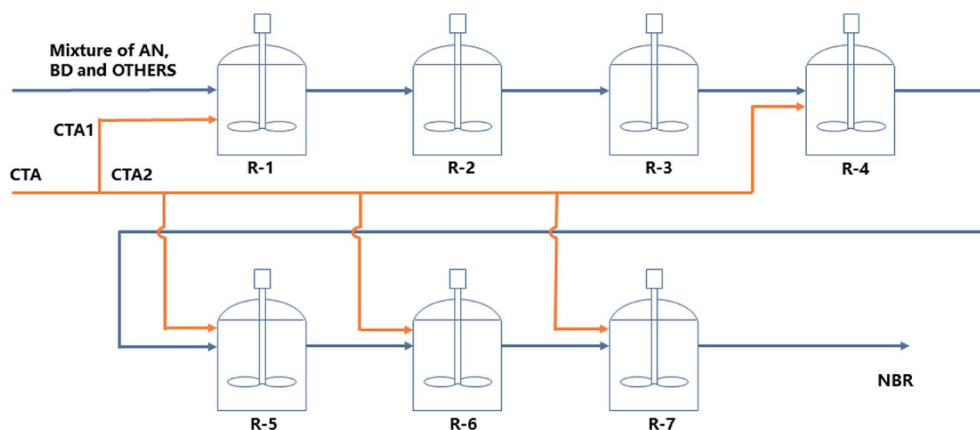 Mixture of AN,
BD and OTHERS
CTA1
R-1
R-2
R-3
R-4
CTA
CTA2
R-5
R-6
R-7
NBR